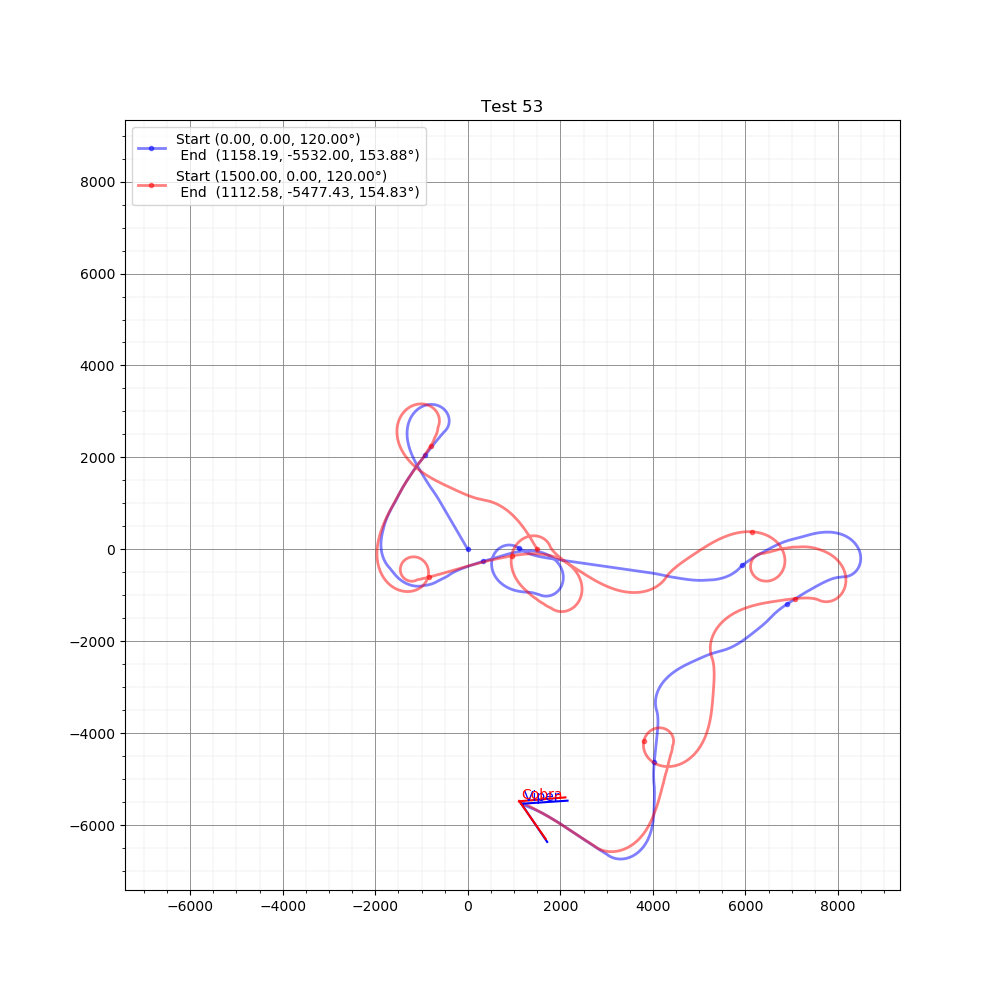 Test 53
Start (0.00, 0.00, 120.00°)
End (1158.19, -5532.00, 153.88°)
Start (1500.00, 0.00, 120.00°)
End (1112.58, -5477.43, 154.83°)
8000
6000
4000
2000
0
−2000
−4000
−6000
Cobra
Viper
−6000 −4000 −2000 0 2000 4000 6000 8000